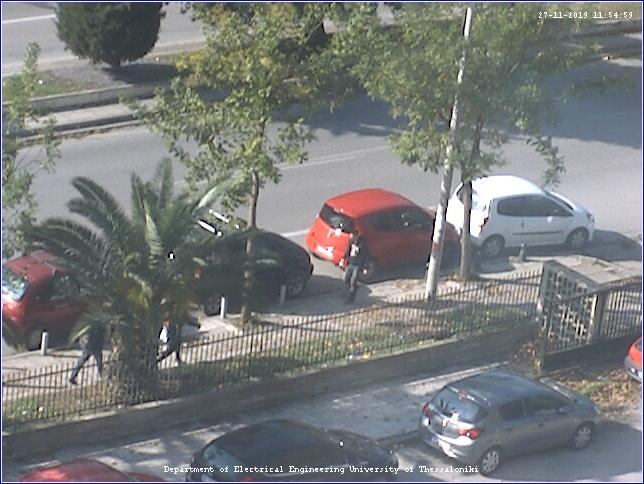 27-11-2019 11:54:59
Department of Electrical Engineering University of Thessaloniki